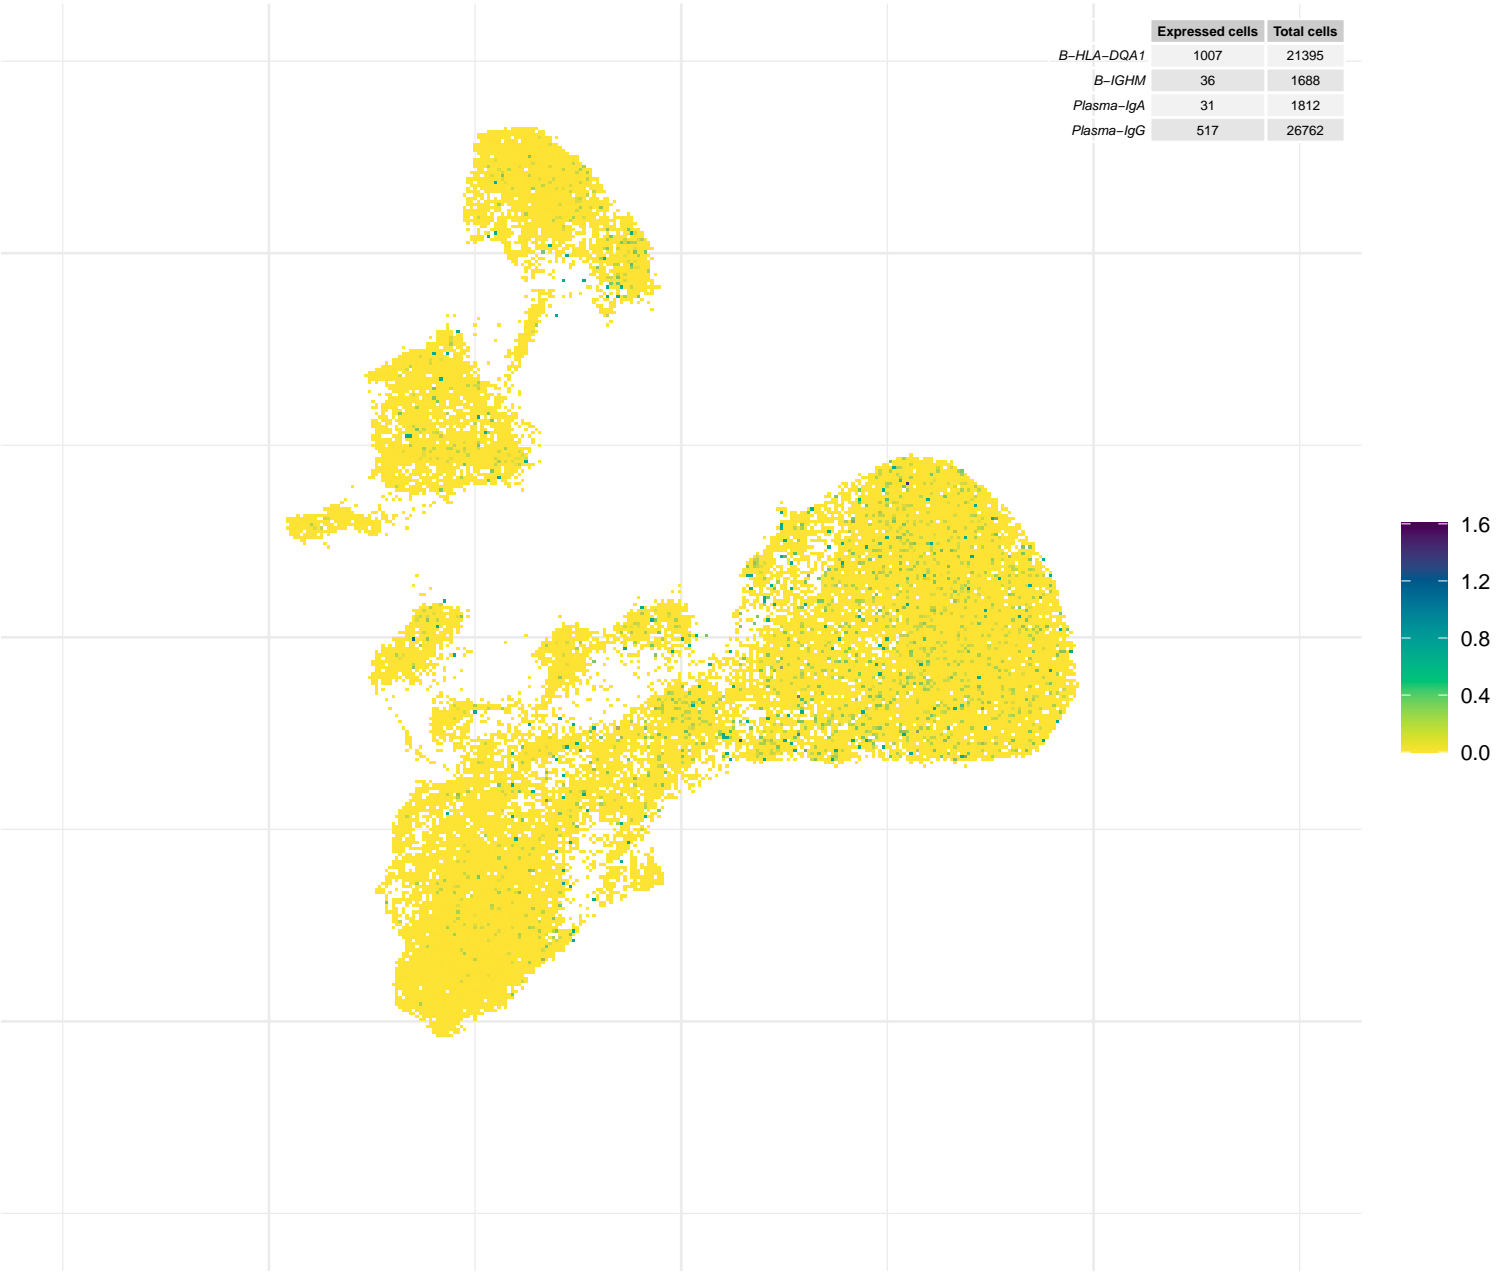 Expressed cells Total cells
B−HLA−DQA1 1007 21395
B−IGHM 36 1688
Plasma−IgA 31 1812
Plasma−IgG 517 26762
1.6
1.2
0.8
0.4
0.0